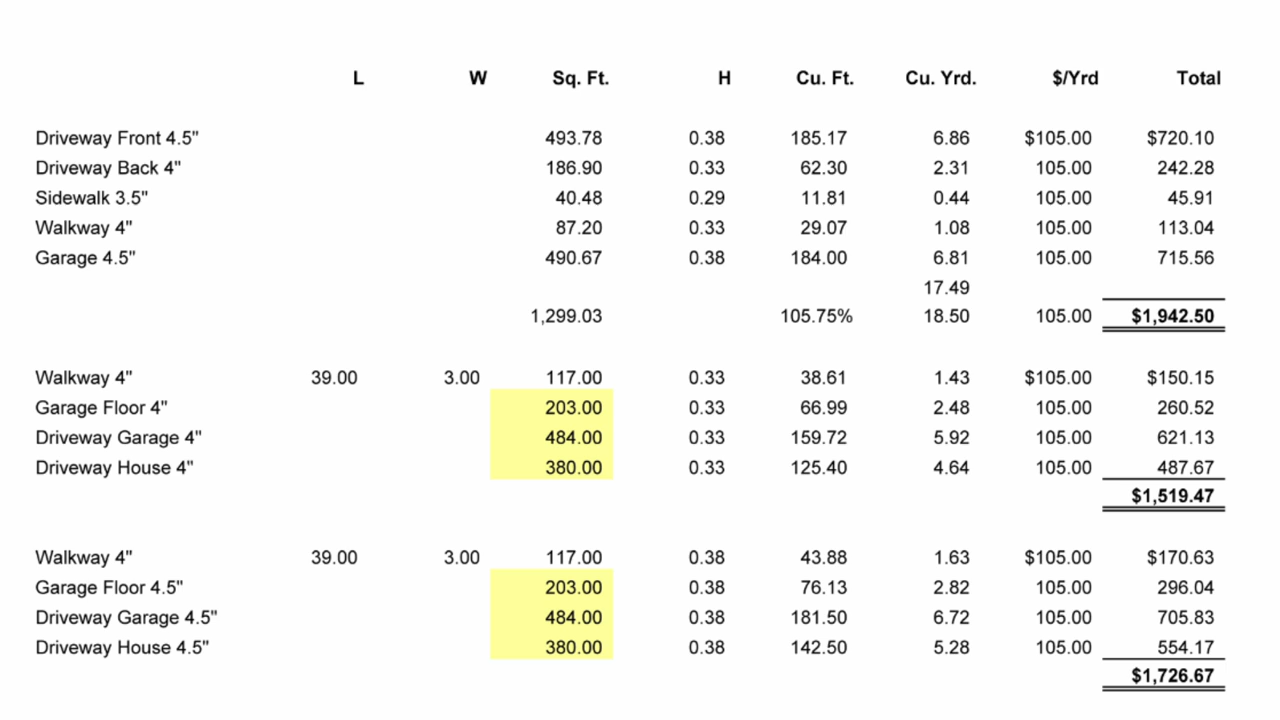 L W Sq. Ft. H Cu. Ft. Cu. Yrd. $/Yrd Total
Driveway Front 4.5" 493.78 0.38 185.17 6.86 $105.00 $720.10
Driveway Back 4" 186.90 0.33 62.30 2.31 105.00 242.28
Sidewalk 3.5" 40.48 0.29 11.81 0.44 105.00 45.91
Walkway 4" 87.20 0.33 29.07 1.08 105.00 113.04
Garage 4.5" 490.67 0.38 184.00 6.81 105.00 715.56
17.49
1,299.03 105.75% 18.50 105.00 $1,942.50
Walkway 4" 39.00 3.00 117.00 0.33 38.61 1.43 $105.00 $150.15
Garage Floor 4" 203.00 0.33 66.99 2.48 105.00 260.52
Driveway Garage 4" 484.00 0.33 159.72 5.92 105.00 621.13
Driveway House 4" 380.00 0.33 125.40 4.64 105.00 487.67
$1,519.47
Walkway 4" 39.00 3.00 117.00 0.38 43.88 1.63 $105.00 $170.63
Garage Floor 4.5" 203.00 0.38 76.13 2.82 105.00 296.04
Driveway Garage 4.5" 484.00 0.38 181.50 6.72 105.00 705.83
Driveway House 4.5" 380.00 0.38 142.50 5.28 105.00 554.17
$1,726.67